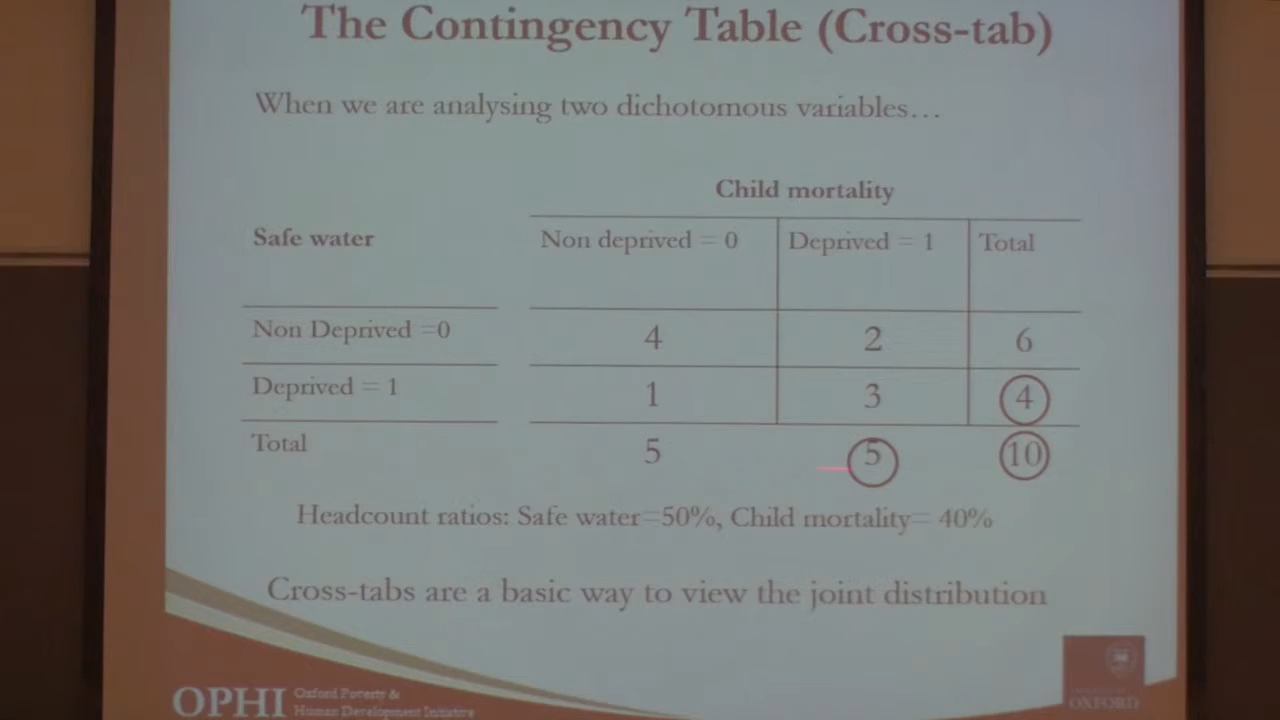 The Contingency Table (Cross-tab)
When we are analysing two dichotomous variables…
Child mortality
Safe water
Non deprived = 0 Deprived = 1 Total
Non Deprived =0 4 2 6
Deprived = 1 1 3 4
Total 5 5 10
Headcount ratios: Safe water=50%, Child mortality= 40%
Cross-tabs are a basic way to view the joint distribution
OPHI
Oxford Poverty &
Human Development Initiative
OXFORD